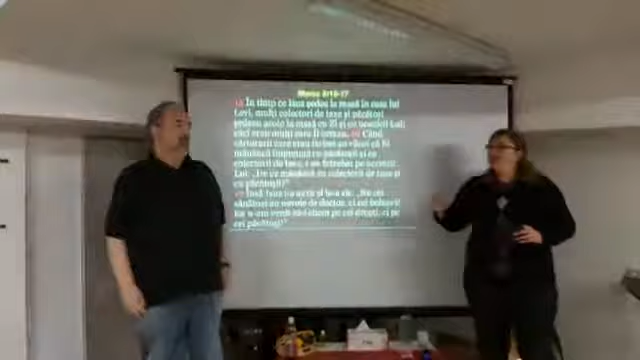 Marcu 2:15-17
15 În timp ce Isus ședea la masă în casa lui
Levi, mulți colectori de taxe și păcătoși
ședeau acolo la masă cu El și cu ucenicii Lui;
căci erau mulți care Îl urmau. 16 Când
cărturarii care erau farisei au văzut că El
mănâncă împreună cu păcătoșii și cu
colectorii de taxe, i-au întrebat pe ucenicii
Lui: „De ce mănâncă cu colectorii de taxe și
cu păcătoșii?”
17 Însă Isus i-a auzit și le-a zis: „Nu cei
sănătoși au nevoie de doctor, ci cei bolnavi!
Eu n-am venit să-i chem pe cei drepți, ci pe
cei păcătoși!”